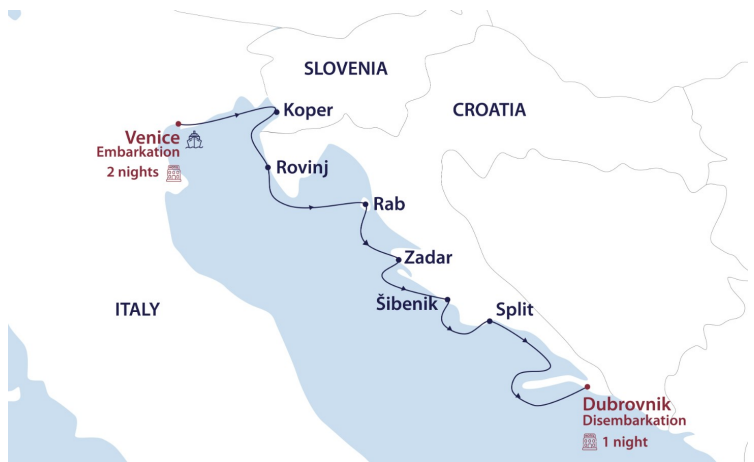 SLOVENIA
CROATIA
Koper
Venice
Embarkation
2 nights
Rovinj
Rab
Zadar
Šibenik
Split
ITALY
Dubrovnik
Disembarkation
1 night